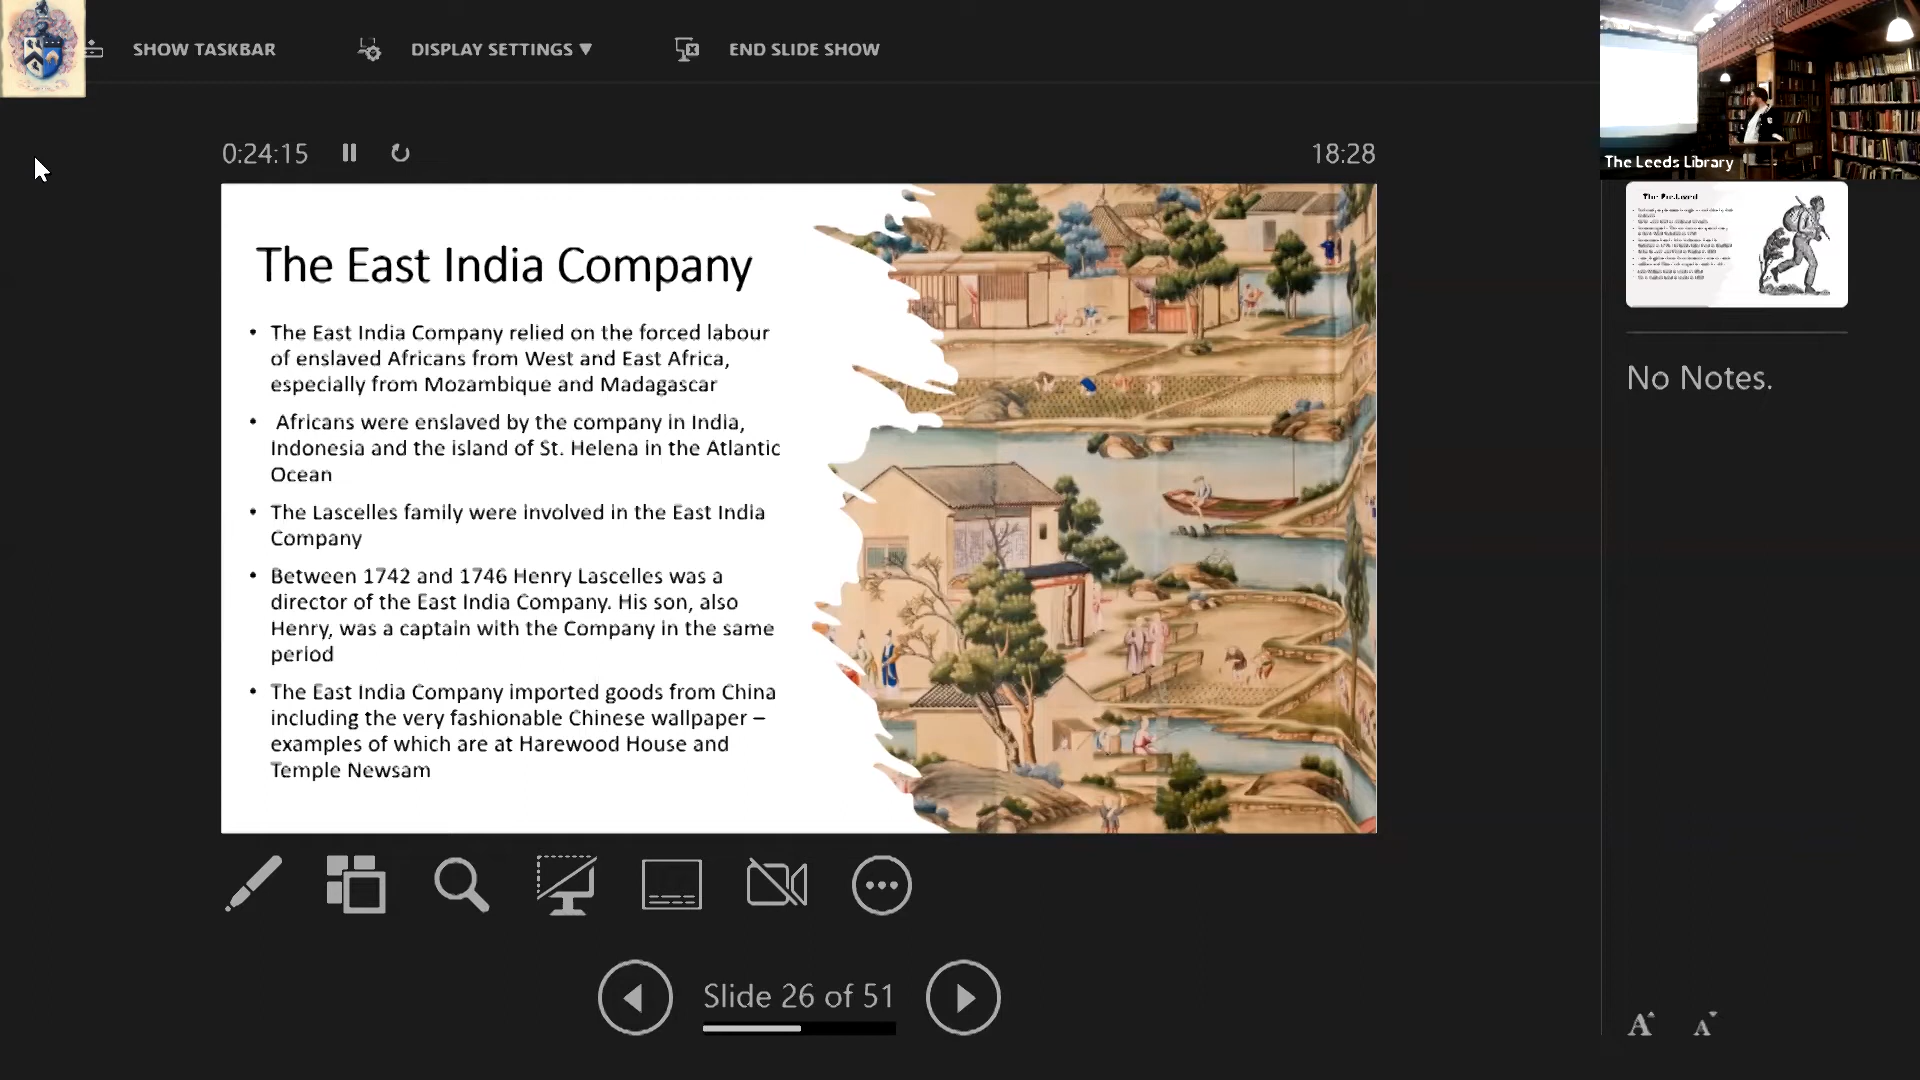 SHOW TASKBAR
DISPLAY SETTINGS ▼
END SLIDE SHOW
The Leeds Library
0:24:15
18:28
The East India Company
• The East India Company relied on the forced labour
of enslaved Africans from West and East Africa,
especially from Mozambique and Madagascar
• Africans were enslaved by the company in India,
Indonesia and the island of St. Helena in the Atlantic
Ocean
• The Lascelles family were involved in the East India
Company
• Between 1742 and 1746 Henry Lascelles was a
director of the East India Company. His son, also
Henry, was a captain with the Company in the same
period
• The East India Company imported goods from China
including the very fashionable Chinese wallpaper –
examples of which are at Harewood House and
Temple Newsam
No Notes.
Slide 26 of 51
A A